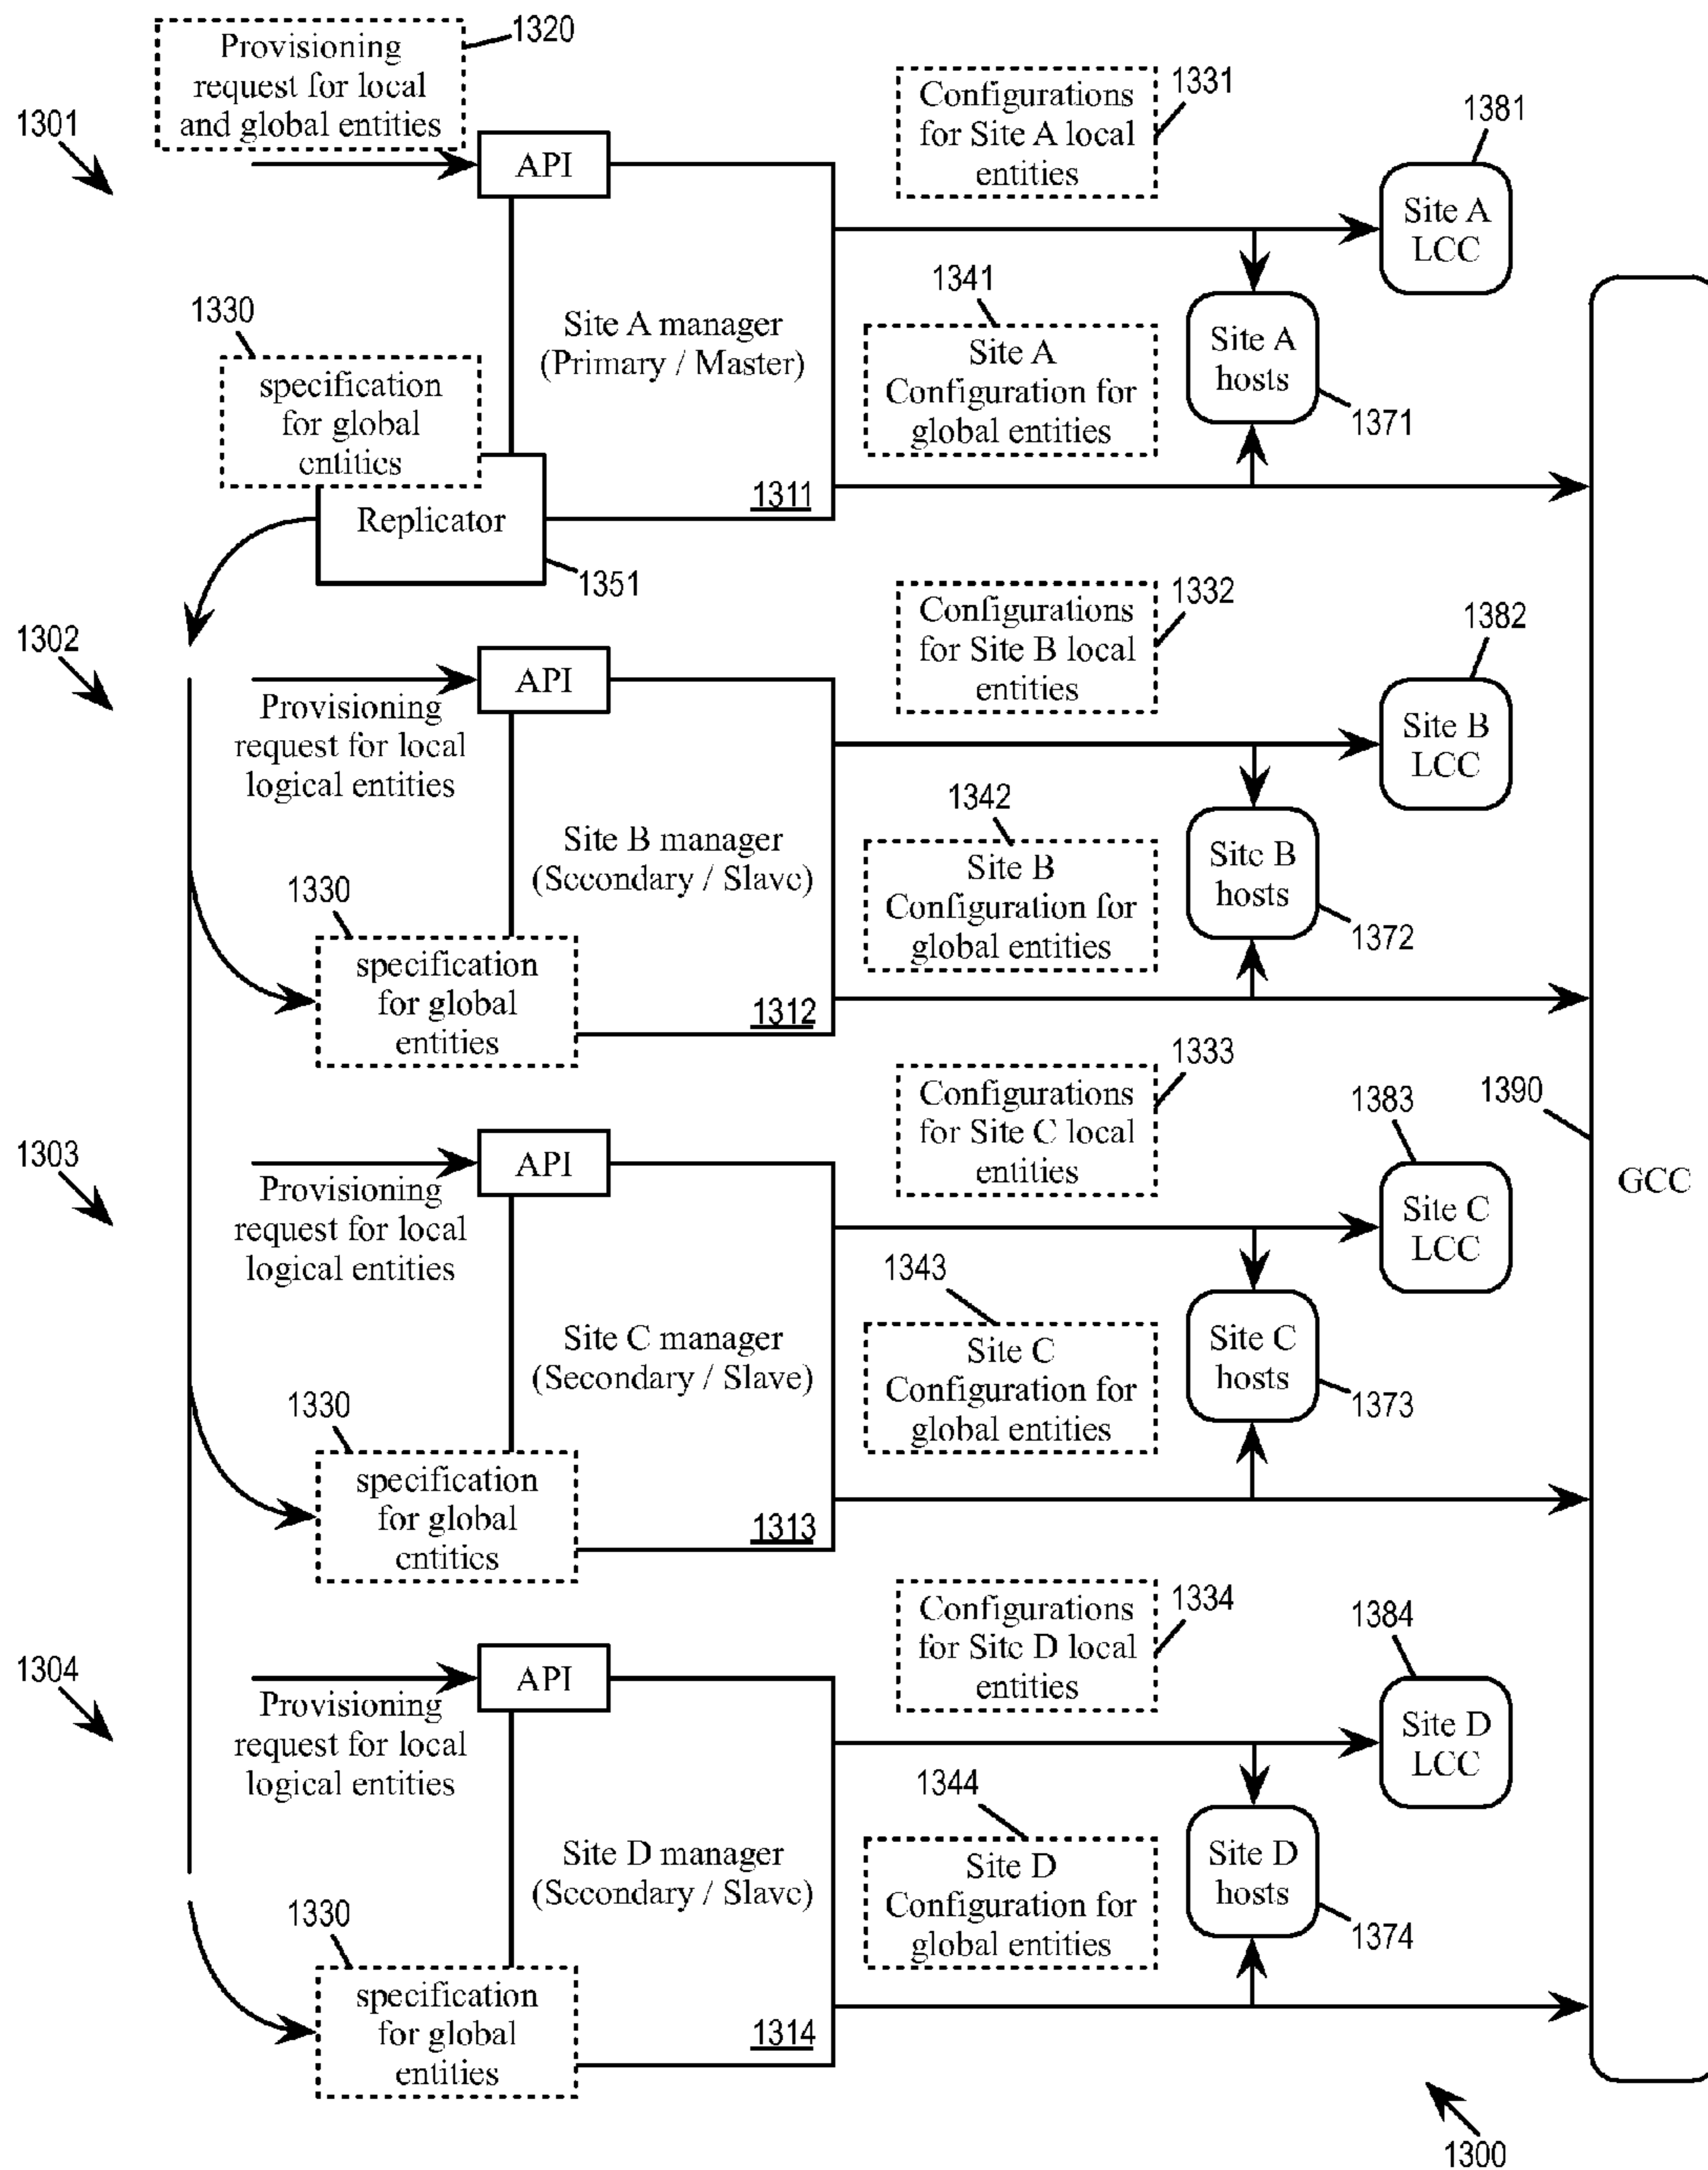 1320
Provisioning
request for local
and global entities
1301
API
Configurations
for Site A local
entities
1331
1381
Site A
LCC
1330
specification
for global
entities
Site A manager
(Primary / Master)
1341
Site A
Configuration for
global entities
Site A
hosts
1371
1311
Replicator
1351
1302
API
Provisioning
request for local
logical entities
Configurations
for Site B local
entities
1332
1382
Site B
LCC
Site B manager
(Secondary / Slave)
1342
Site B
Configuration for
global entities
Site B
hosts
1372
1330
specification
for global
entities
1312
1303
API
Provisioning
request for local
logical entities
Configurations
for Site C local
entities
1333
1383
Site C
LCC
1390
GCC
Site C manager
(Secondary / Slave)
1343
Site C
Configuration for
global entities
Site C
hosts
1373
1330
specification
for global
entities
1313
1304
API
Provisioning
request for local
logical entities
Configurations
for Site D local
entities
1334
1384
Site D
LCC
Site D manager
(Secondary / Slave)
1344
Site D
Configuration for
global entities
Site D
hosts
1374
1330
specification
for global
entities
1314
1300